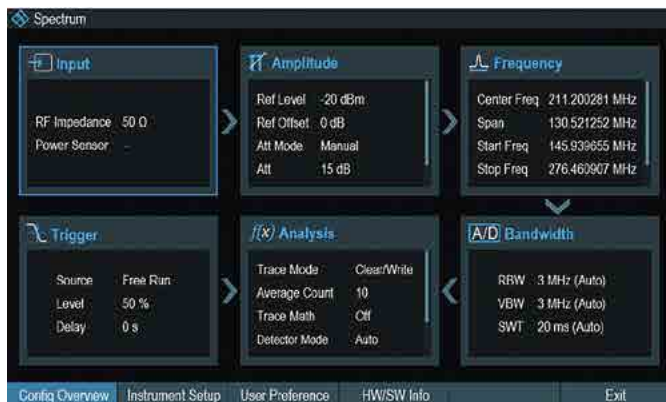 Spectrum
Input
RF Impedance 50 Ω
Power Sensor -
Amplitude
Ref Level -20 dBm
Ref Offset 0 dB
Att Mode Manual
Att 15 dB
Frequency
Center Freq 211.200281 MHz
Span 130.521252 MHz
Start Freq 145.939655 MHz
Stop Freq 276.460907 MHz
Trigger
Source Free Run
Level 50 %
Delay 0 s
f(x) Analysis
Trace Mode Clear/Write
Average Count 10
Trace Math Off
Detector Mode Auto
A/D Bandwidth
RBW 3 MHz (Auto)
VBW 3 MHz (Auto)
SWT 20 ms (Auto)
Config Overview Instrument Setup User Preference HW/SW Info Exit